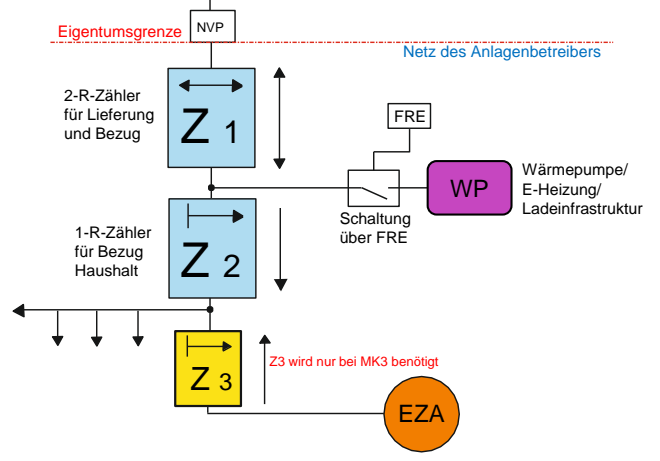 NVP
Eigentumsgrenze
Netz des Anlagenbetreibers
2-R-Zähler
für Lieferung
und Bezug
Z 1
FRE
WP
Wärmepumpe/
E-Heizung/
Ladeinfrastruktur
Schaltung
über FRE
1-R-Zähler
für Bezug
Haushalt
Z 2
Z3 wird nur bei MK3 benötigt
Z 3
EZA